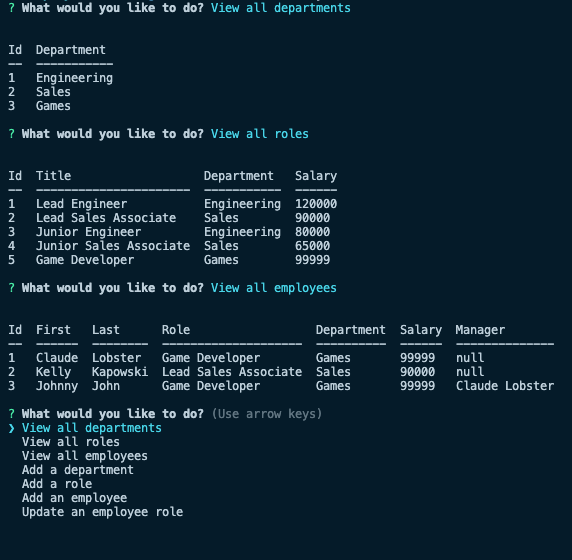 ? What would you like to do? View all departments
Id  Department
--  -----------
1   Engineering
2   Sales
3   Games
? What would you like to do? View all roles
Id  Title                   Department   Salary
--  ----------------------  -----------  ------
1   Lead Engineer           Engineering  120000
2   Lead Sales Associate    Sales        90000
3   Junior Engineer         Engineering  80000
4   Junior Sales Associate  Sales        65000
5   Game Developer          Games        99999
? What would you like to do? View all employees
Id  First   Last      Role                  Department  Salary  Manager
--  ------  --------  --------------------  ----------  ------  --------------
1   Claude  Lobster   Game Developer        Games       99999   null
2   Kelly   Kapowski  Lead Sales Associate  Sales       90000   null
3   Johnny  John      Game Developer        Games       99999   Claude Lobster
? What would you like to do? (Use arrow keys)
❯ View all departments
  View all roles
  View all employees
  Add a department
  Add a role
  Add an employee
  Update an employee role